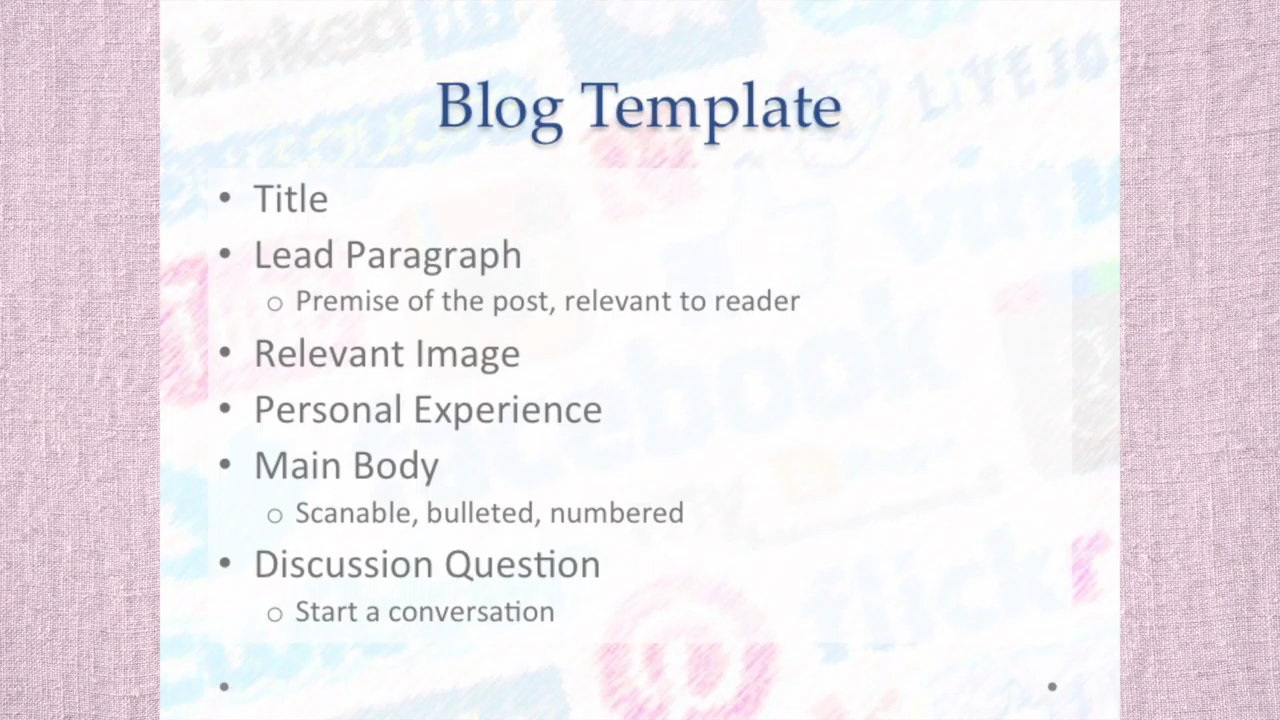 Blog Template
• Title
• Lead Paragraph
o Premise of the post, relevant to reader
• Relevant Image
• Personal Experience
• Main Body
o Scanable, bulleted, numbered
• Discussion Question
o Start a conversation